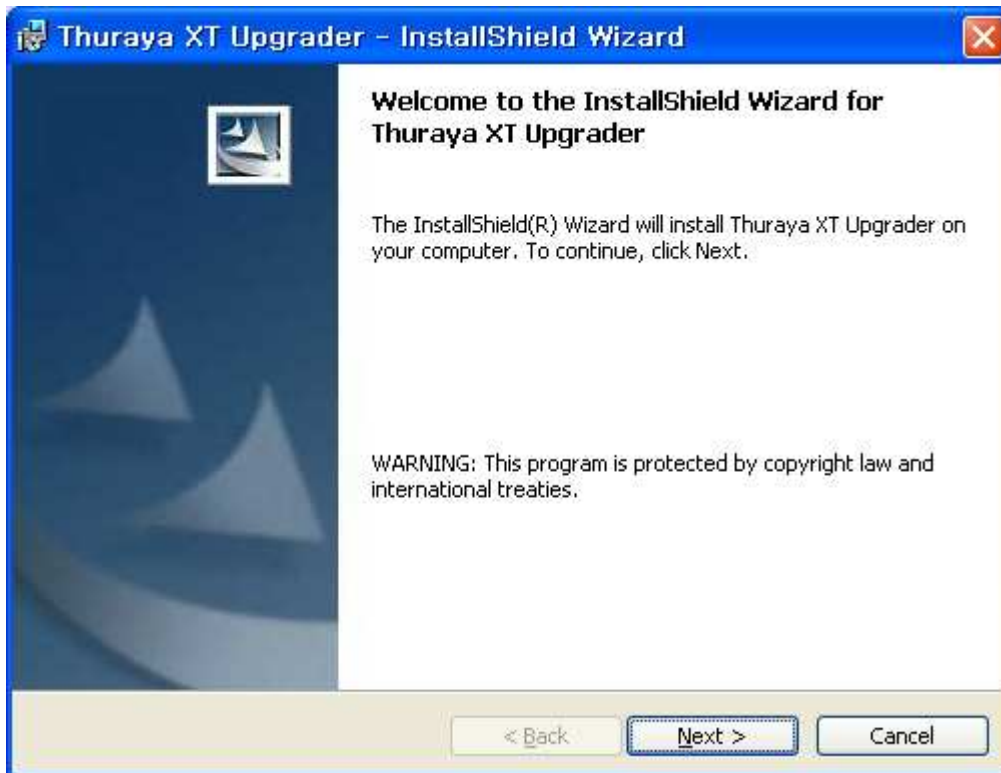 Thuraya XT Upgrader - InstallShield Wizard
Welcome to the InstallShield Wizard for
Thuraya XT Upgrader
The InstallShield(R) Wizard will install Thuraya XT Upgrader on
your computer. To continue, click Next.
WARNING: This program is protected by copyright law and
international treaties.
< Back
Next >
Cancel